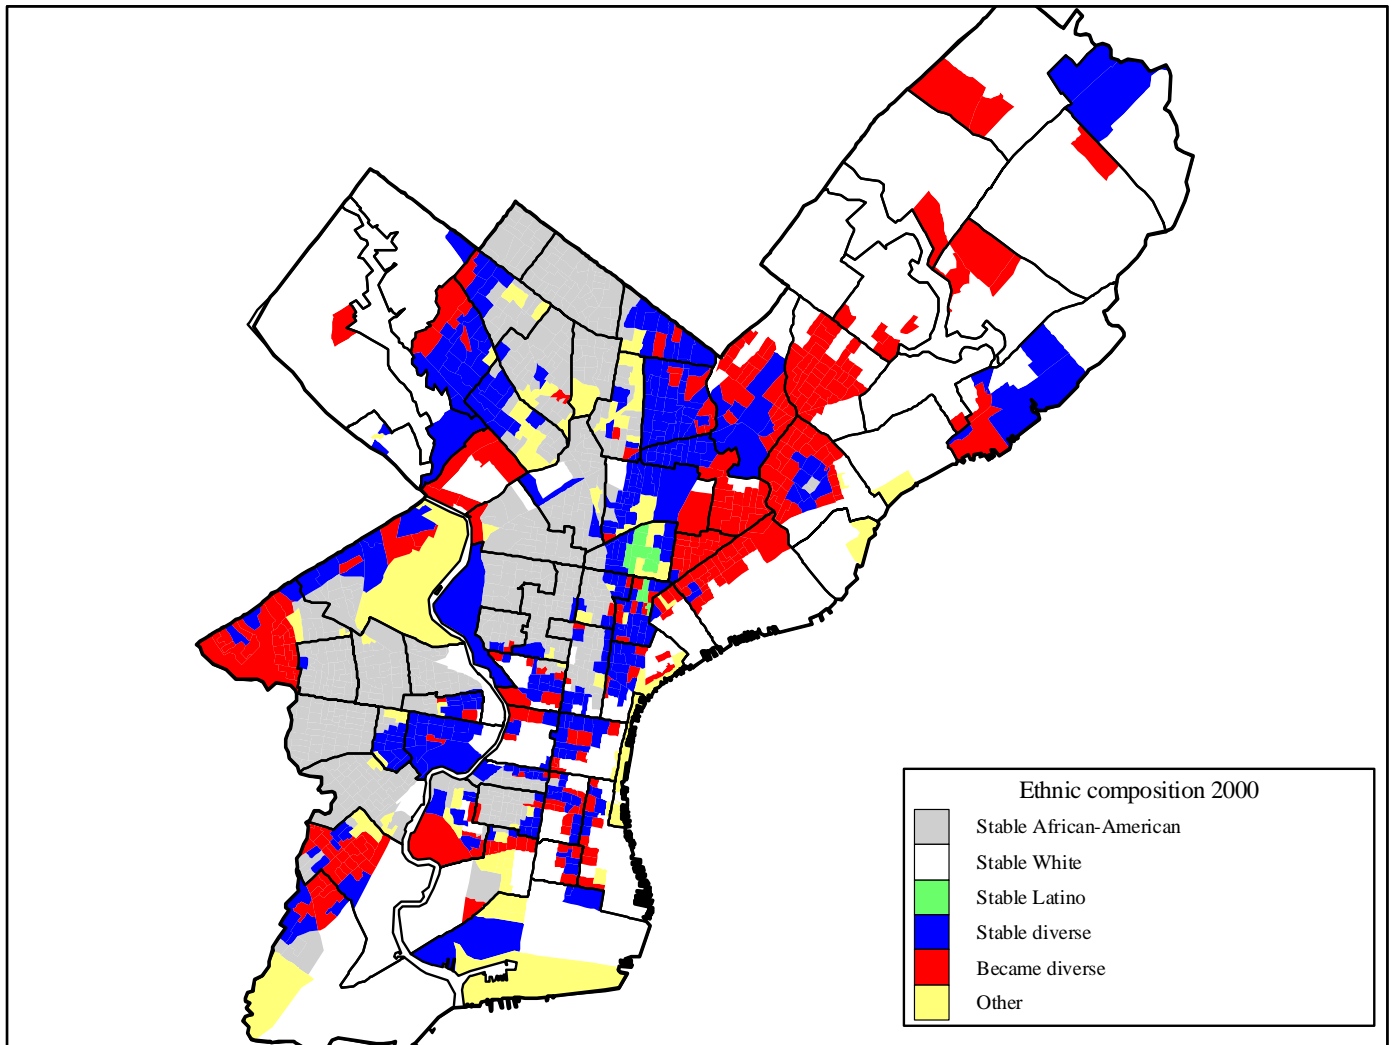 Ethnic composition 2000
Stable African-American
Stable White
Stable Latino
Stable diverse
Became diverse
Other